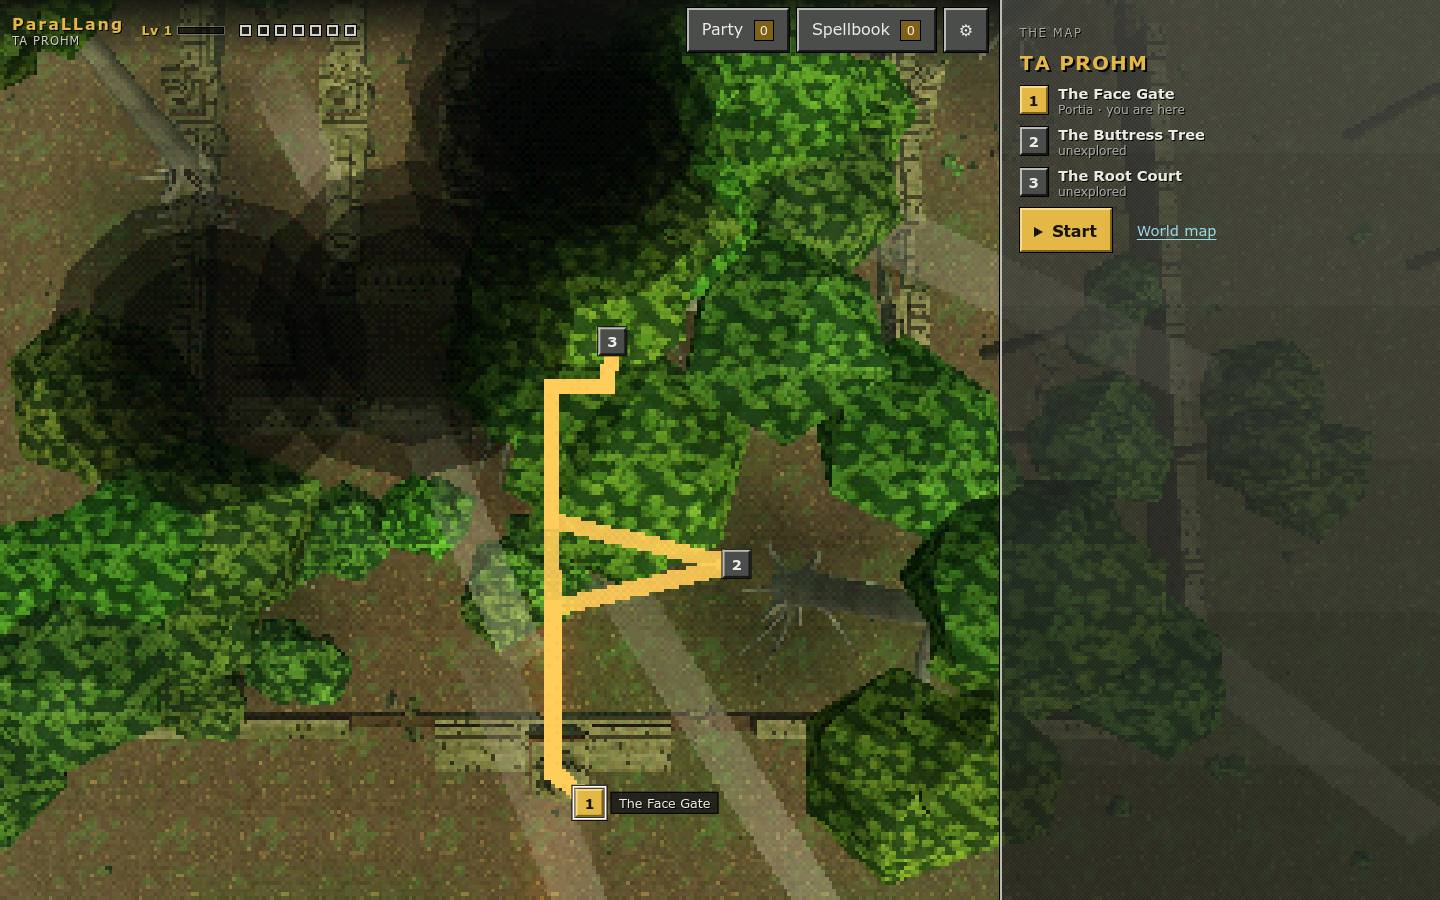 ParaLLang
TA PROHM
Lv 1
Party 0
Spellbook 0
⚙
THE MAP
TA PROHM
1 The Face Gate
Portia · you are here
2 The Buttress Tree
unexplored
3 The Root Court
unexplored
▶ Start
World map
3
2
1 The Face Gate